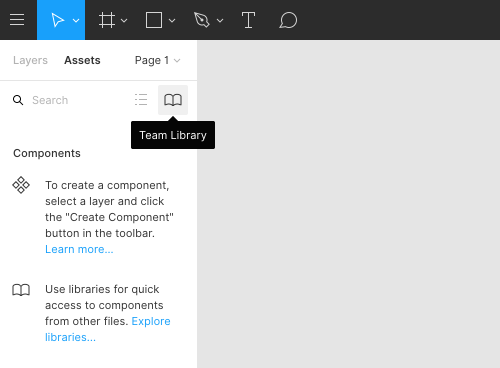 Layers Assets Page 1
Search
Team Library
Components
To create a component,
select a layer and click
the "Create Component"
button in the toolbar.
Learn more...
Use libraries for quick
access to components
from other files. Explore
libraries...